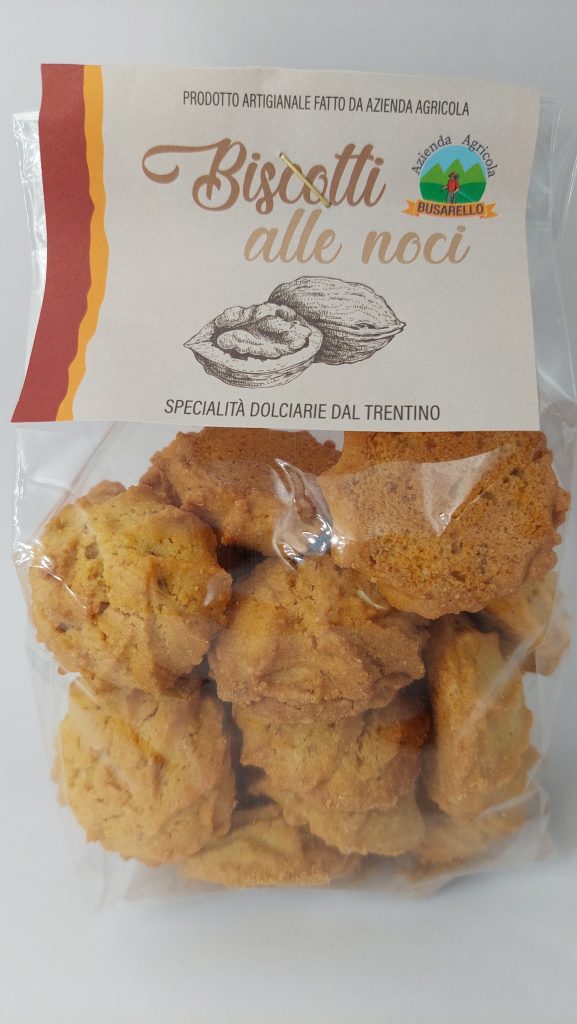 PRODOTTO ARTIGIANALE FATTO DA AZIENDA AGRICOLA
Biscotti
alle noci
Azienda Agricola
BUSARELLO
SPECIALITÀ DOLCIARIE DAL TRENTINO